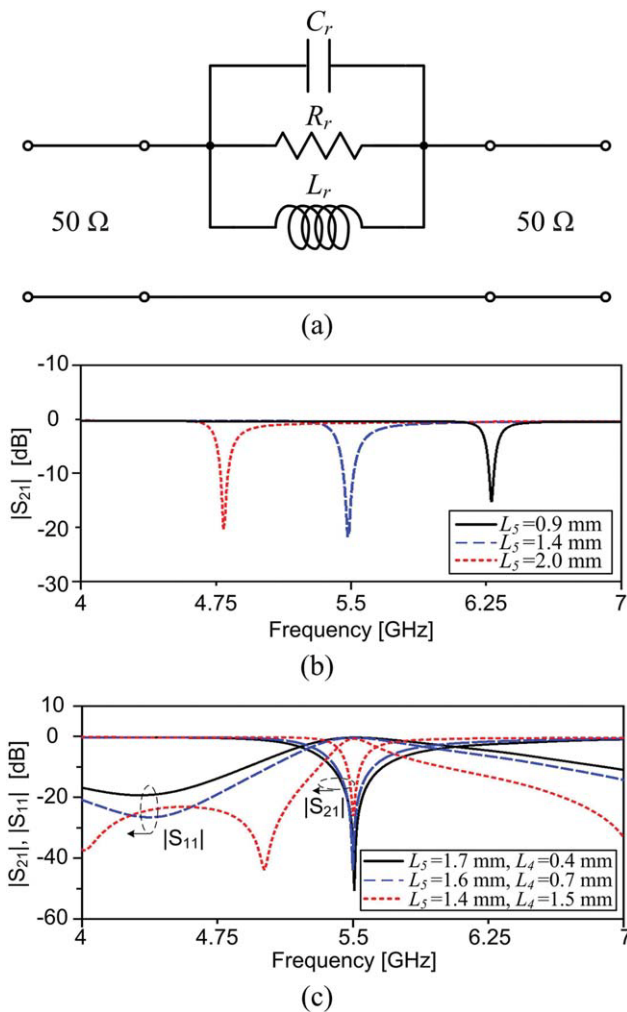 Cr
Rr
Lr
50 Ω 50 Ω
(a)
-10
0
-10
-20
-30
|S21| [dB]
L5=0.9 mm
L5=1.4 mm
L5=2.0 mm
4 4.75 5.5 6.25 7
Frequency [GHz]
(b)
10
0
-20
-40
-60
|S21|, |S11| [dB]
|S11|
|S21|
L5=1.7 mm, L4=0.4 mm
L5=1.6 mm, L4=0.7 mm
L5=1.4 mm, L4=1.5 mm
4 4.75 5.5 6.25 7
Frequency [GHz]
(c)